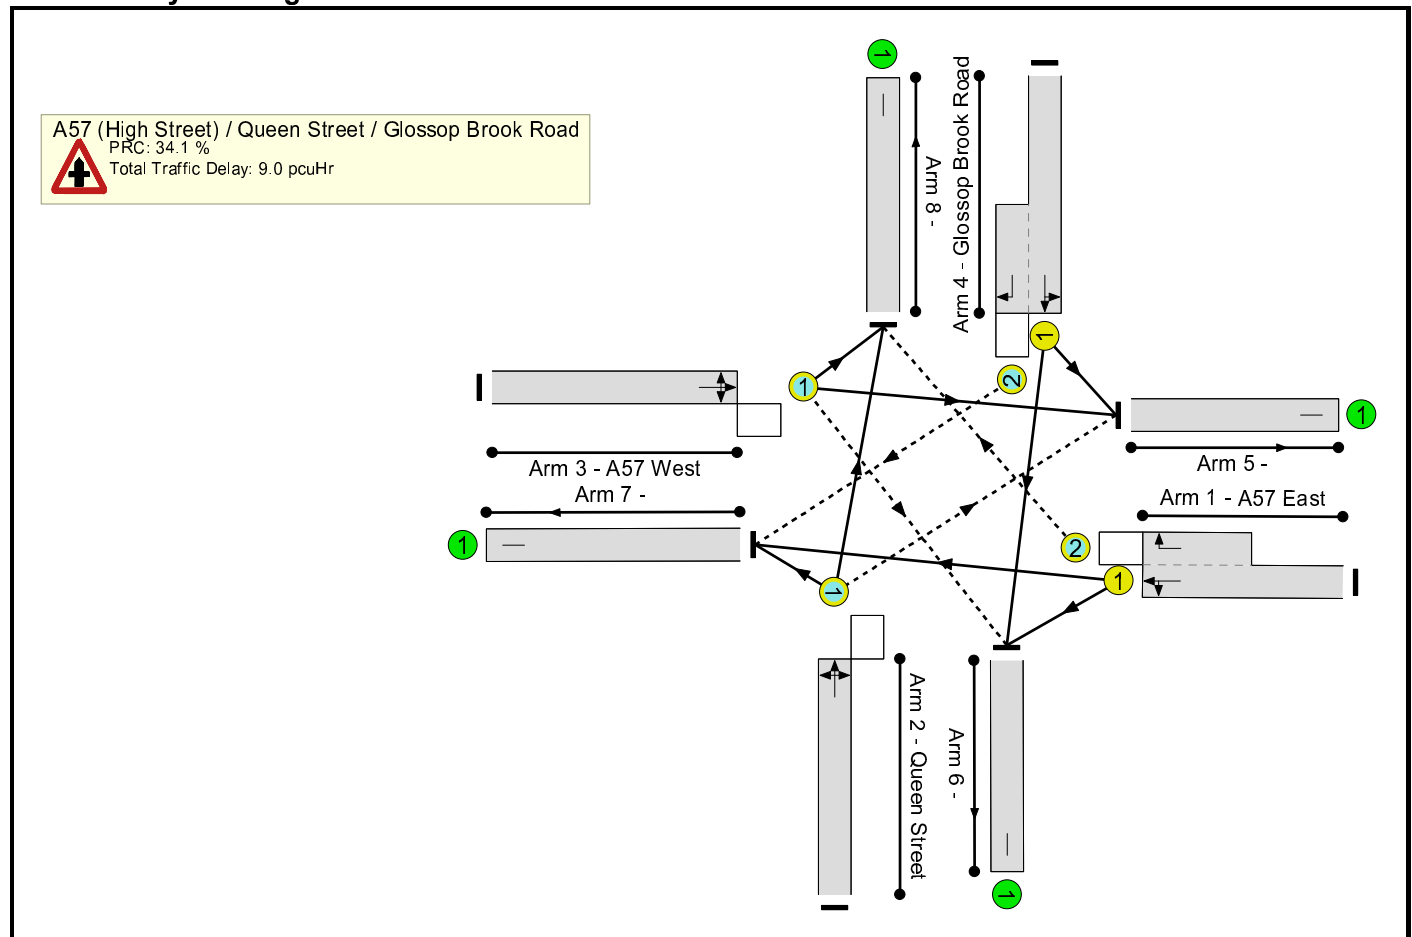 A57 (High Street) / Queen Street / Glossop Brook Road
PRC: 34.1 %
Total Traffic Delay: 9.0 pcuHr
1
Arm 8 -
Arm 4 - Glossop Brook Road
1
2
1
Arm 3 - A57 West
Arm 7 -
1
Arm 5 -
1
Arm 1 - A57 East
1
2
1
1
Arm 2 - Queen Street
Arm 6 -
1